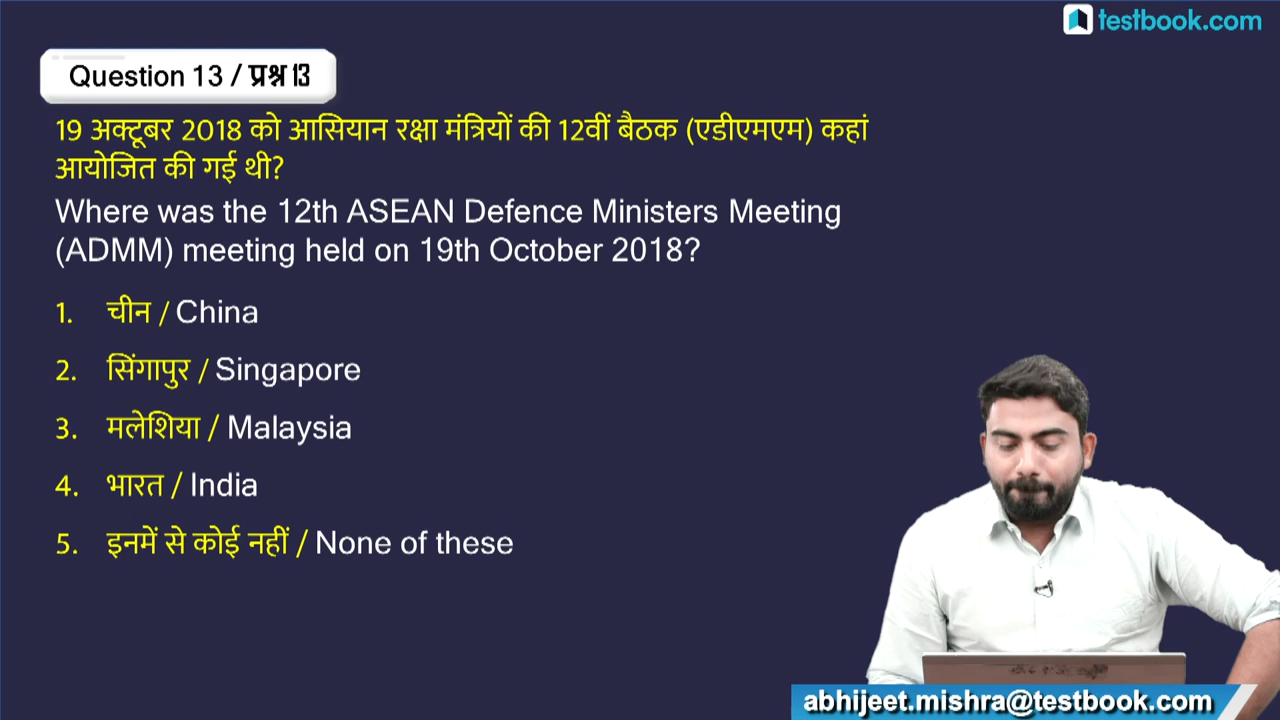 testbook.com
Question 13 / प्रश्न 13
19 अक्टूबर 2018 को आसियान रक्षा मंत्रियों की 12वीं बैठक (एडीएमएम) कहां
आयोजित की गई थी?
Where was the 12th ASEAN Defence Ministers Meeting
(ADMM) meeting held on 19th October 2018?
1. चीन / China
2. सिंगापुर / Singapore
3. मलेशिया / Malaysia
4. भारत / India
5. इनमें से कोई नहीं / None of these
abhijeet.mishra@testbook.com